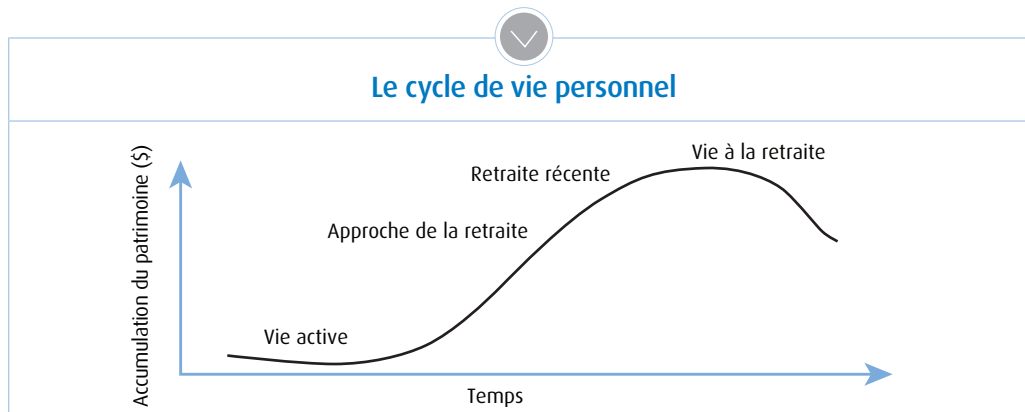 Le cycle de vie personnel
Accumulation du patrimoine ($)
Vie à la retraite
Retraite récente
Approche de la retraite
Vie active
Temps